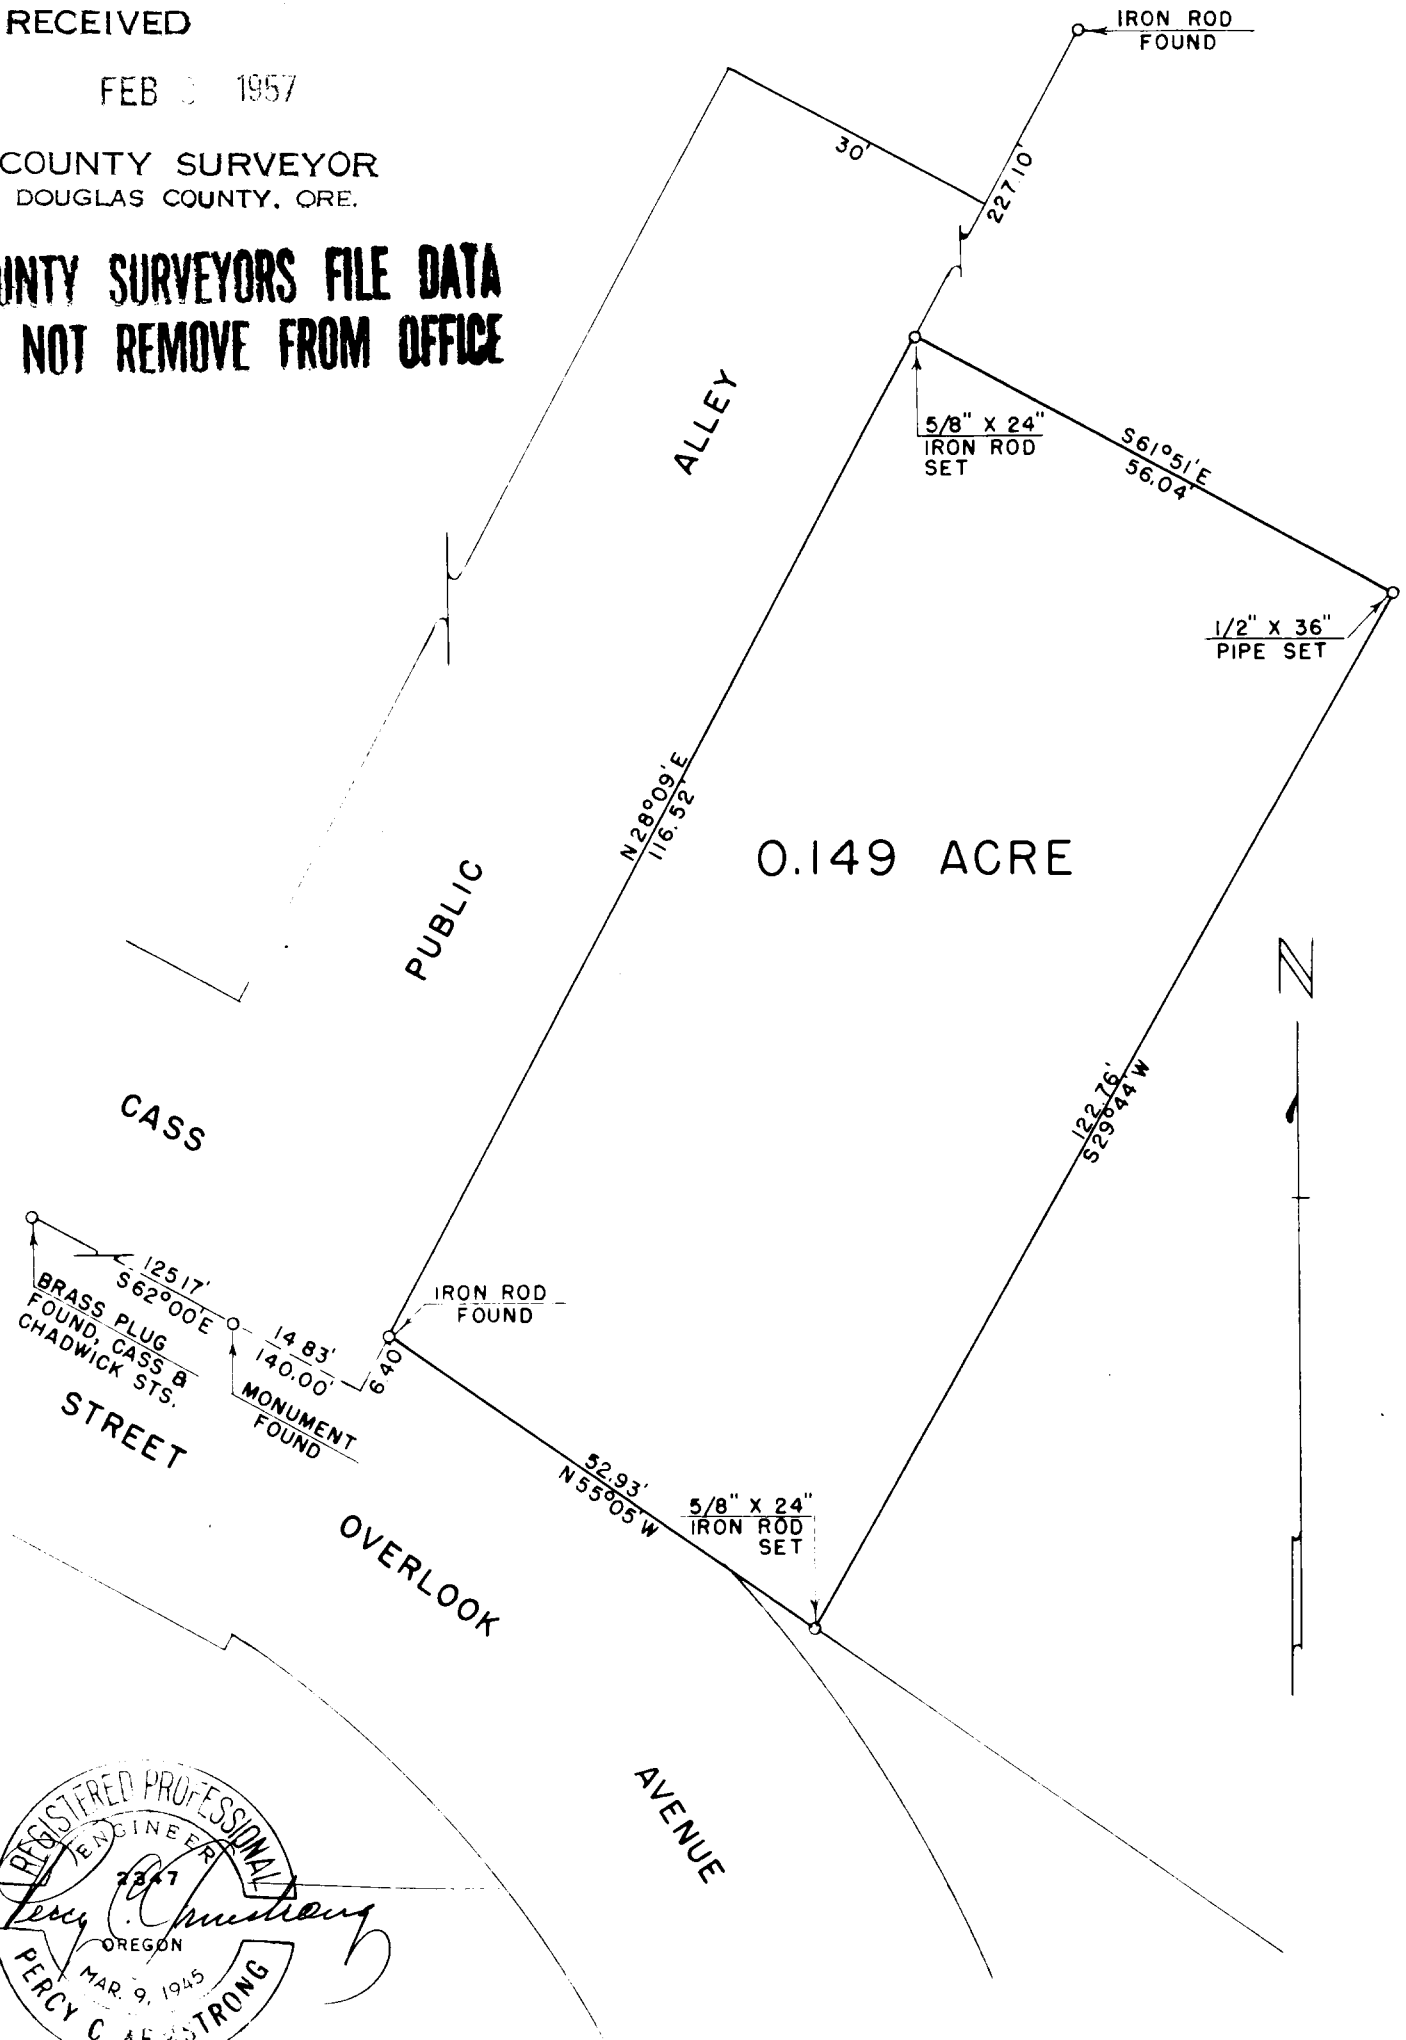 RECEIVED
FEB 1957
COUNTY SURVEYOR
DOUGLAS COUNTY, ORE.
UNTY SURVEYORS FILE DATA
NOT REMOVE FROM OFFICE
IRON ROD
FOUND
30'
227.10'
ALLEY
5/8" X 24"
IRON ROD
SET
S61°51'E
56.04'
1/2" X 36"
PIPE SET
N28°09'E
116.52'
0.149 ACRE
PUBLIC
N
CASS
122.76'
S29°44'W
125.17'
S62°00'E
BRASS PLUG
FOUND, CASS &
CHADWICK STS.
IRON ROD
FOUND
14.83'
140.00'
6.40'
MONUMENT
FOUND
STREET
52.93'
N55°05'W
5/8" X 24"
IRON ROD
SET
OVERLOOK
AVENUE
REGISTERED PROFESSIONAL
ENGINEER
2347
Percy C. Armstrong
OREGON
MAR. 9, 1945
PERCY C. ARMSTRONG